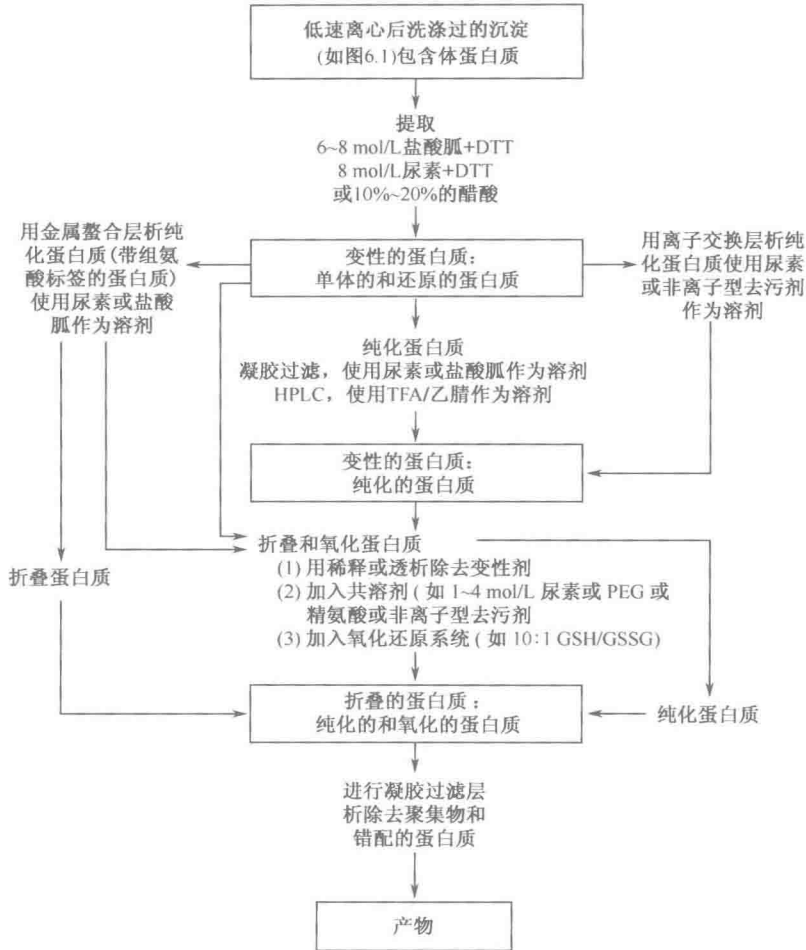 低速离心后洗涤过的沉淀
(如图6.1)包含体蛋白质
提取
6~8 mol/L盐酸胍+DTT
8 mol/L尿素+DTT
或10%~20%的醋酸
用金属螯合层析纯
化蛋白质(带组氨
酸标签的蛋白质)
使用尿素或盐酸
胍作为溶剂
变性的蛋白质：
单体的和还原的蛋白质
用离子交换层析纯
化蛋白质使用尿素
或非离子型去污剂
作为溶剂
纯化蛋白质
凝胶过滤，使用尿素或盐酸胍作为溶剂
HPLC，使用TFA/乙腈作为溶剂
变性的蛋白质：
纯化的蛋白质
折叠和氧化蛋白质
(1) 用稀释或透析除去变性剂
(2) 加入共溶剂 ( 如 1~4 mol/L 尿素或 PEG 或
精氨酸或非离子型去污剂
(3) 加入氧化还原系统 ( 如 10∶1 GSH/GSSG)
折叠蛋白质
折叠的蛋白质：
纯化的和氧化的蛋白质
纯化蛋白质
进行凝胶过滤层
析除去聚集物和
错配的蛋白质
产物